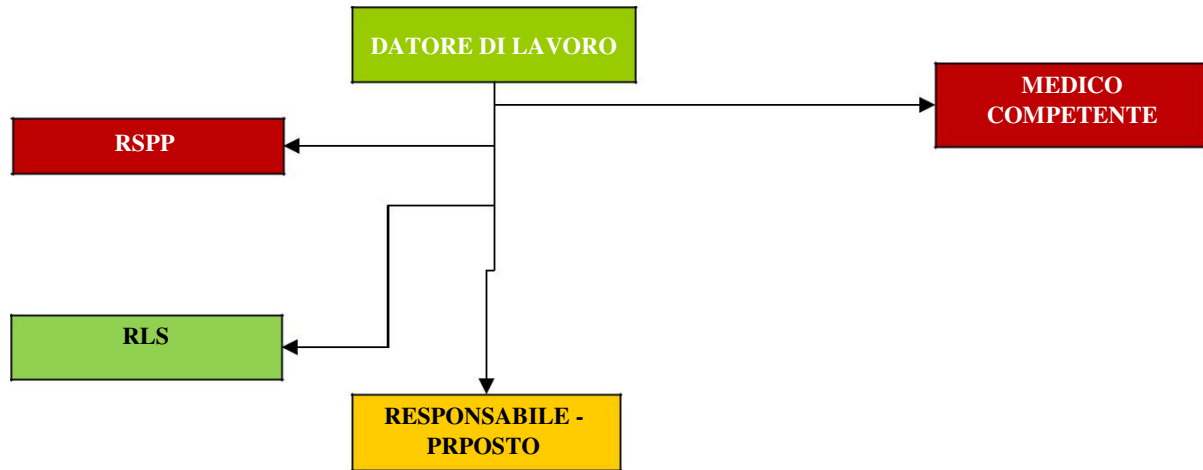 DATORE DI LAVORO
MEDICO
COMPETENTE
RSPP
RLS
RESPONSABILE -
PRPOSTO